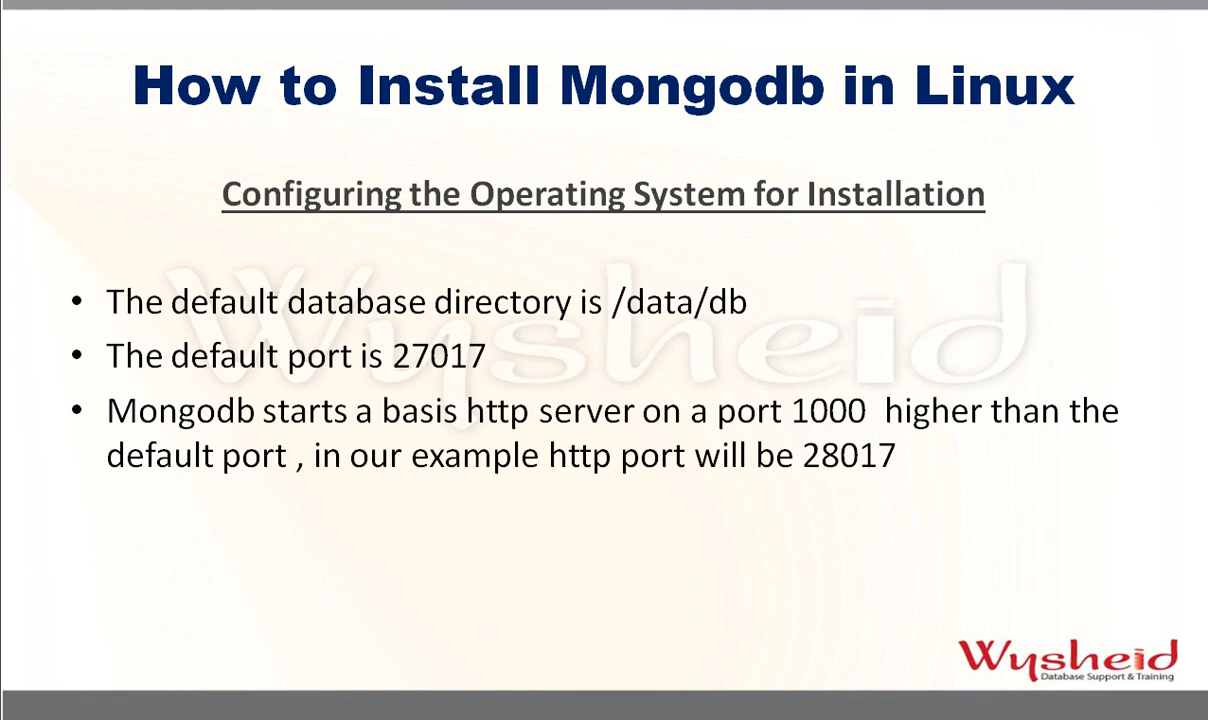 How to Install Mongodb in Linux
Configuring the Operating System for Installation
Wysheid
• The default database directory is /data/db
• The default port is 27017
• Mongodb starts a basis http server on a port 1000 higher than the
default port , in our example http port will be 28017
Wysheid
Database Support & Training